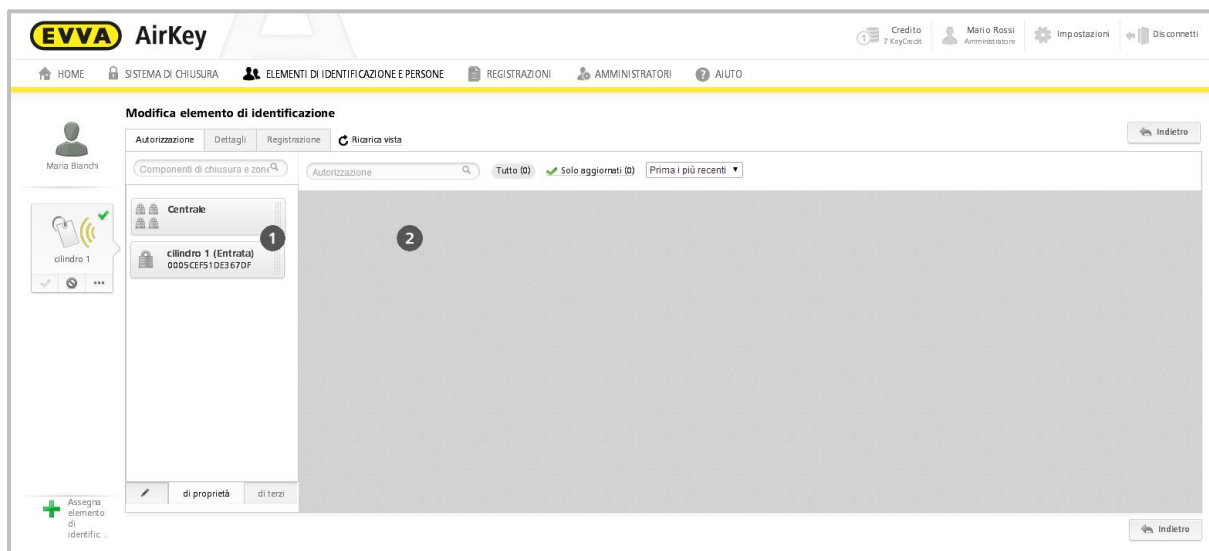 EVVA AirKey
Credito
7 KeyCredit
Mario Rossi
Amministratore
Impostazioni
Disconnetti
HOME SISTEMA DI CHIUSURA ELEMENTI DI IDENTIFICAZIONE E PERSONE REGISTRAZIONI AMMINISTRATORI ? AIUTO
Modifica elemento di identificazione
Autorizzazione Dettagli Registrazione Ricarica vista
Indietro
Maria Bianchi
Componenti di chiusura e zone
Autorizzazione Tutto (0) Solo aggiornati (0) Prima i più recenti
Centrale
1
2
cilindro 1 (Entrata)
0005CEF51DE367DF
cilindro 1
di proprietà di terzi
Assegna
elemento
di
identific. ..
Indietro